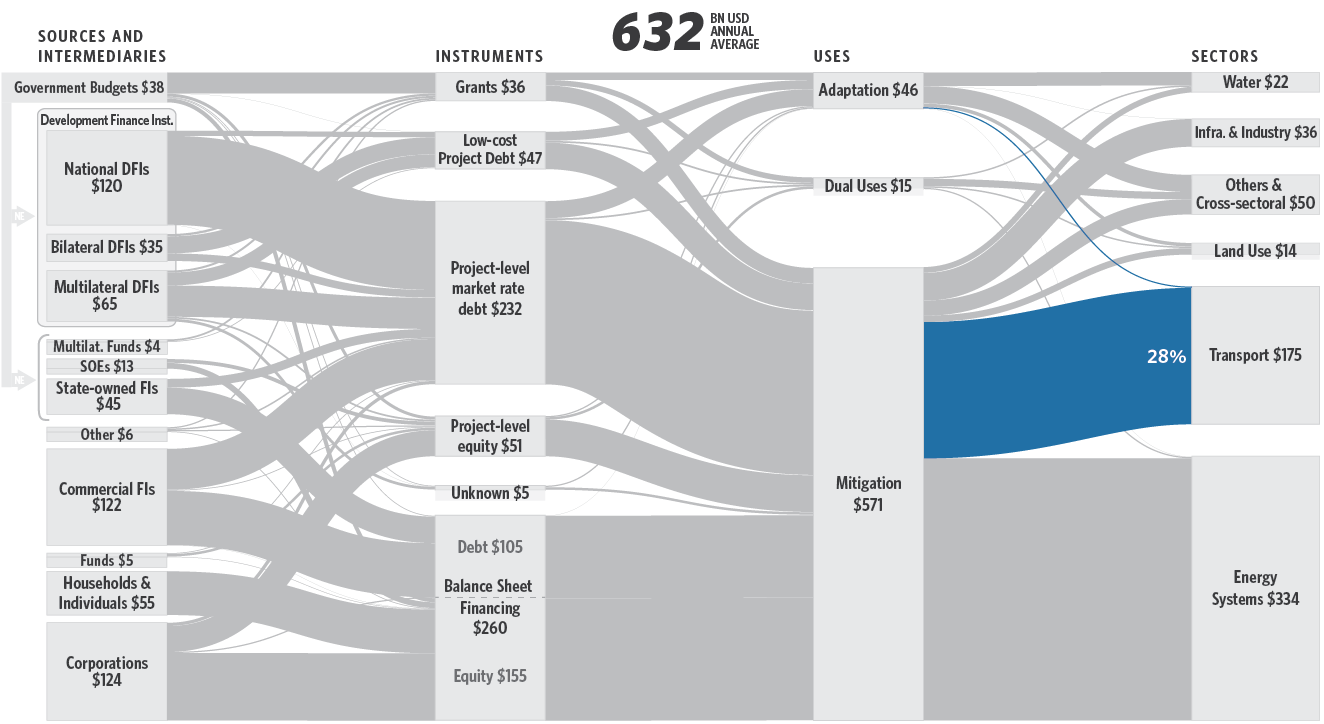 632
BN USD
ANNUAL
AVERAGE
SOURCES AND
INTERMEDIARIES
INSTRUMENTS
USES
SECTORS
Government Budgets $38
Development Finance Inst.
National DFIs
$120
NE
Bilateral DFIs $35
Multilateral DFIs
$65
Multilat. Funds $4
SOEs $13
NE
State-owned FIs
$45
Other $6
Commercial FIs
$122
Funds $5
Households &
Individuals $55
Corporations
$124
Grants $36
Low-cost
Project Debt $47
Project-level
market rate
debt $232
Project-level
equity $51
Unknown $5
Debt $105
Balance Sheet
Financing
$260
Equity $155
Adaptation $46
Dual Uses $15
Mitigation
$571
Water $22
Infra. & Industry $36
Others &
Cross-sectoral $50
Land Use $14
28%
Transport $175
Energy
Systems $334